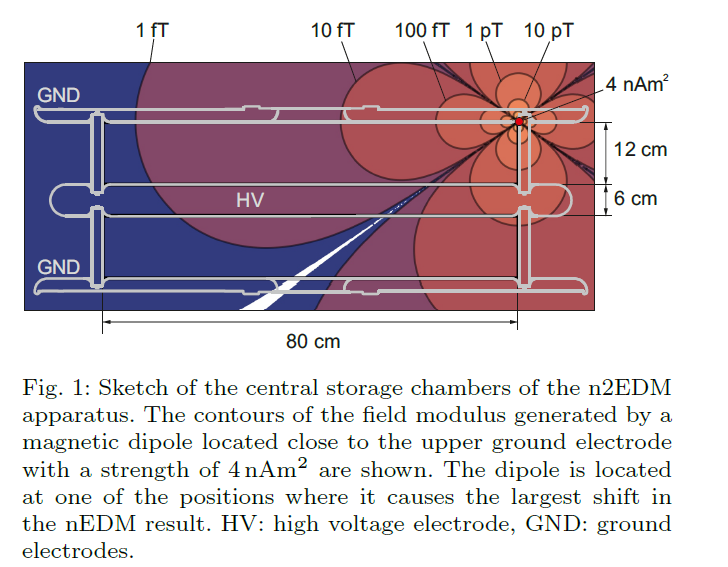 1 fT 10 fT 100 fT 1 pT 10 pT
GND
4 nAm²
12 cm
HV
6 cm
GND
80 cm
Fig. 1: Sketch of the central storage chambers of the n2EDM
apparatus. The contours of the field modulus generated by a
magnetic dipole located close to the upper ground electrode
with a strength of 4 nAm² are shown. The dipole is located
at one of the positions where it causes the largest shift in
the nEDM result. HV: high voltage electrode, GND: ground
electrodes.